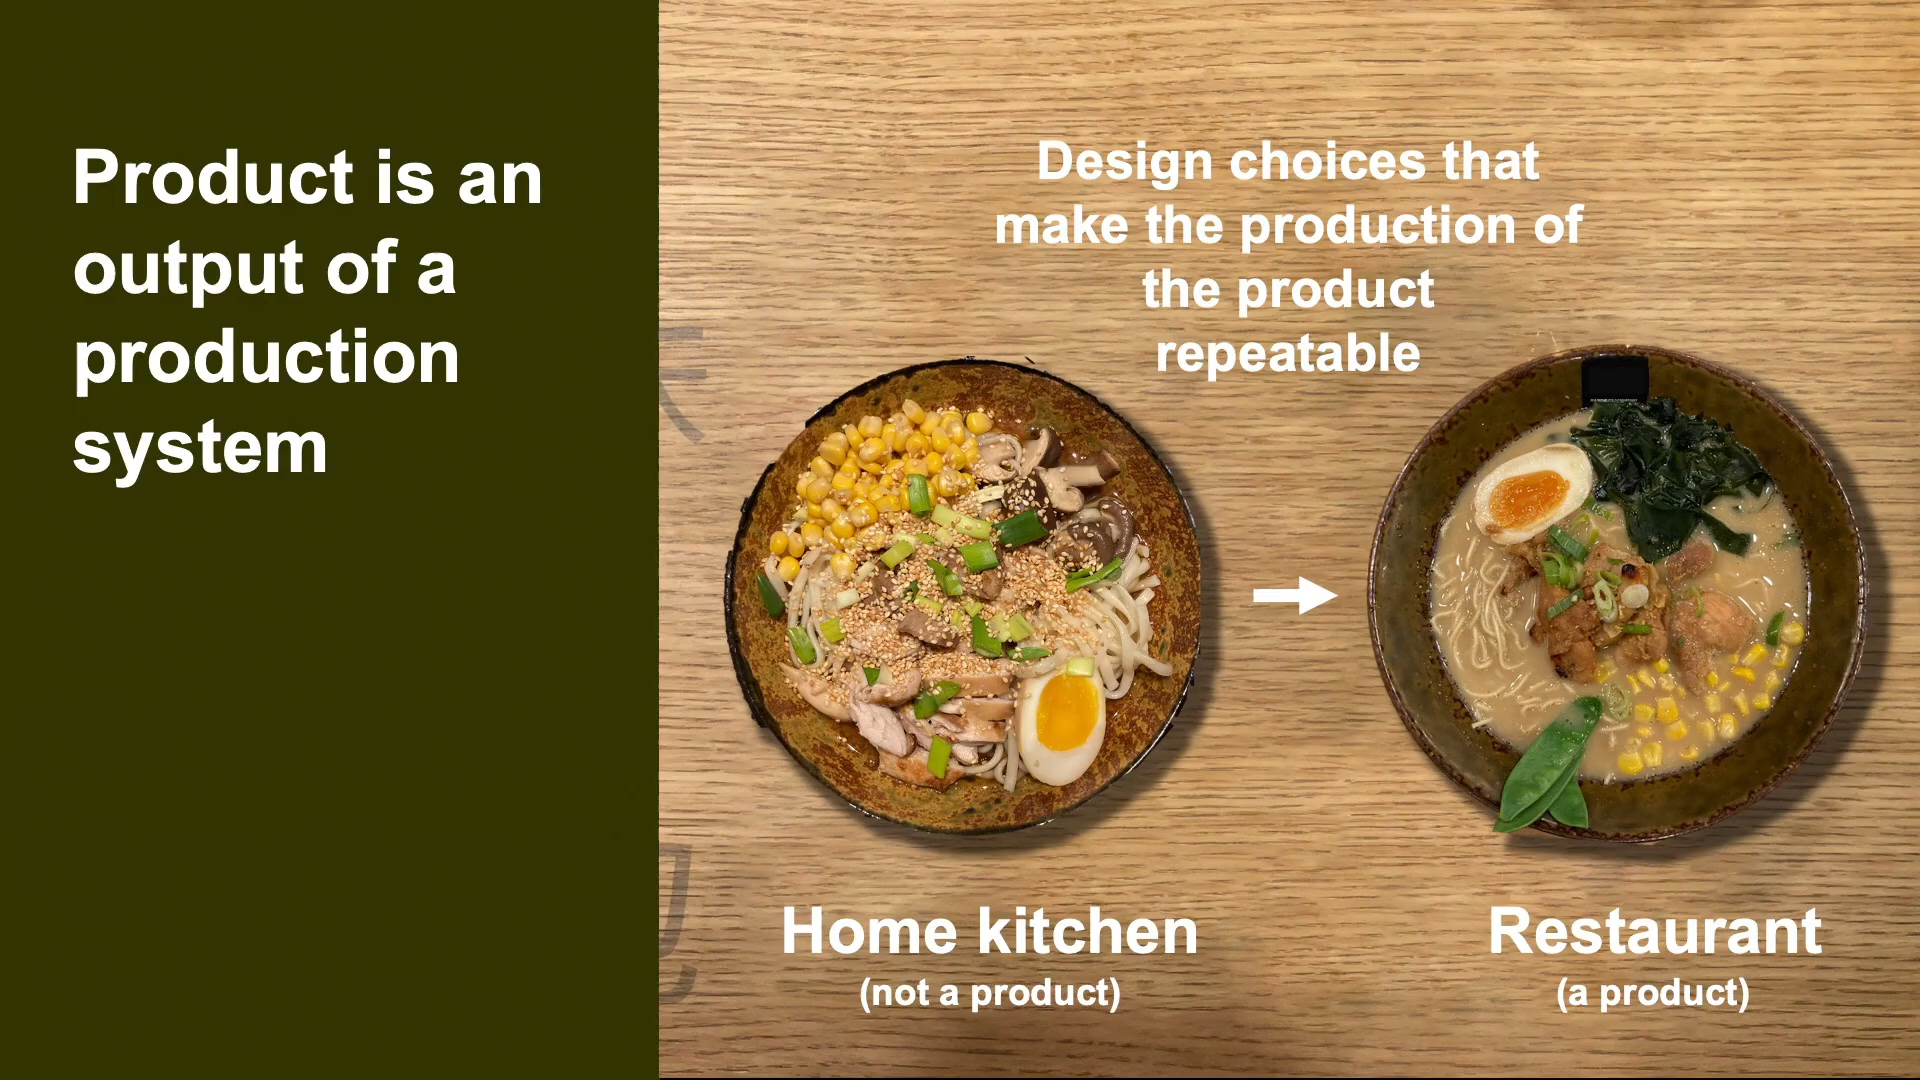 Product is an
output of a
production
system
Design choices that
make the production of
the product
repeatable
Home kitchen
(not a product)
Restaurant
(a product)